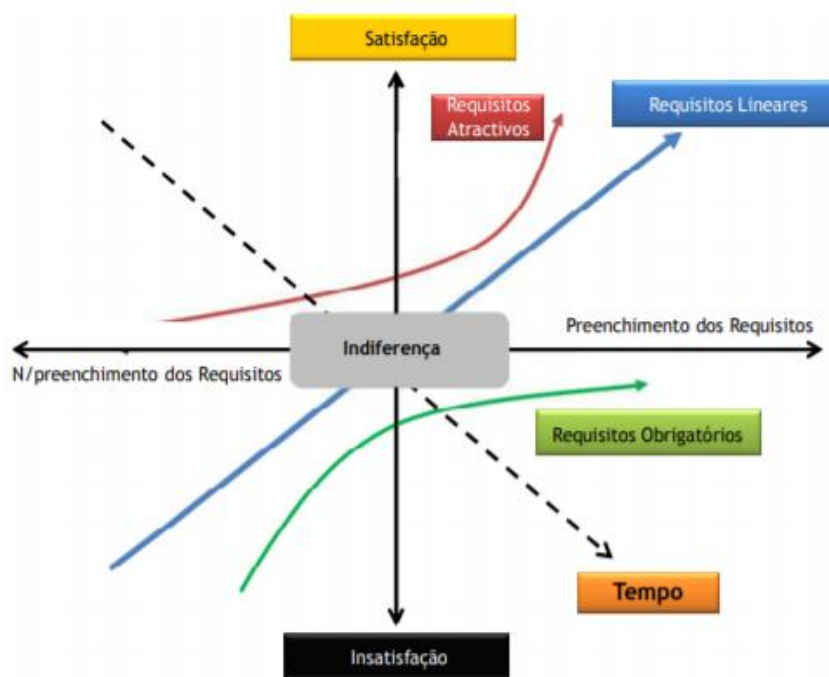 Satisfação
Requisitos
Atractivos
Requisitos Lineares
Preenchimento dos Requisitos
Indiferença
N/preenchimento dos Requisitos
Requisitos Obrigatórios
Tempo
Insatisfação